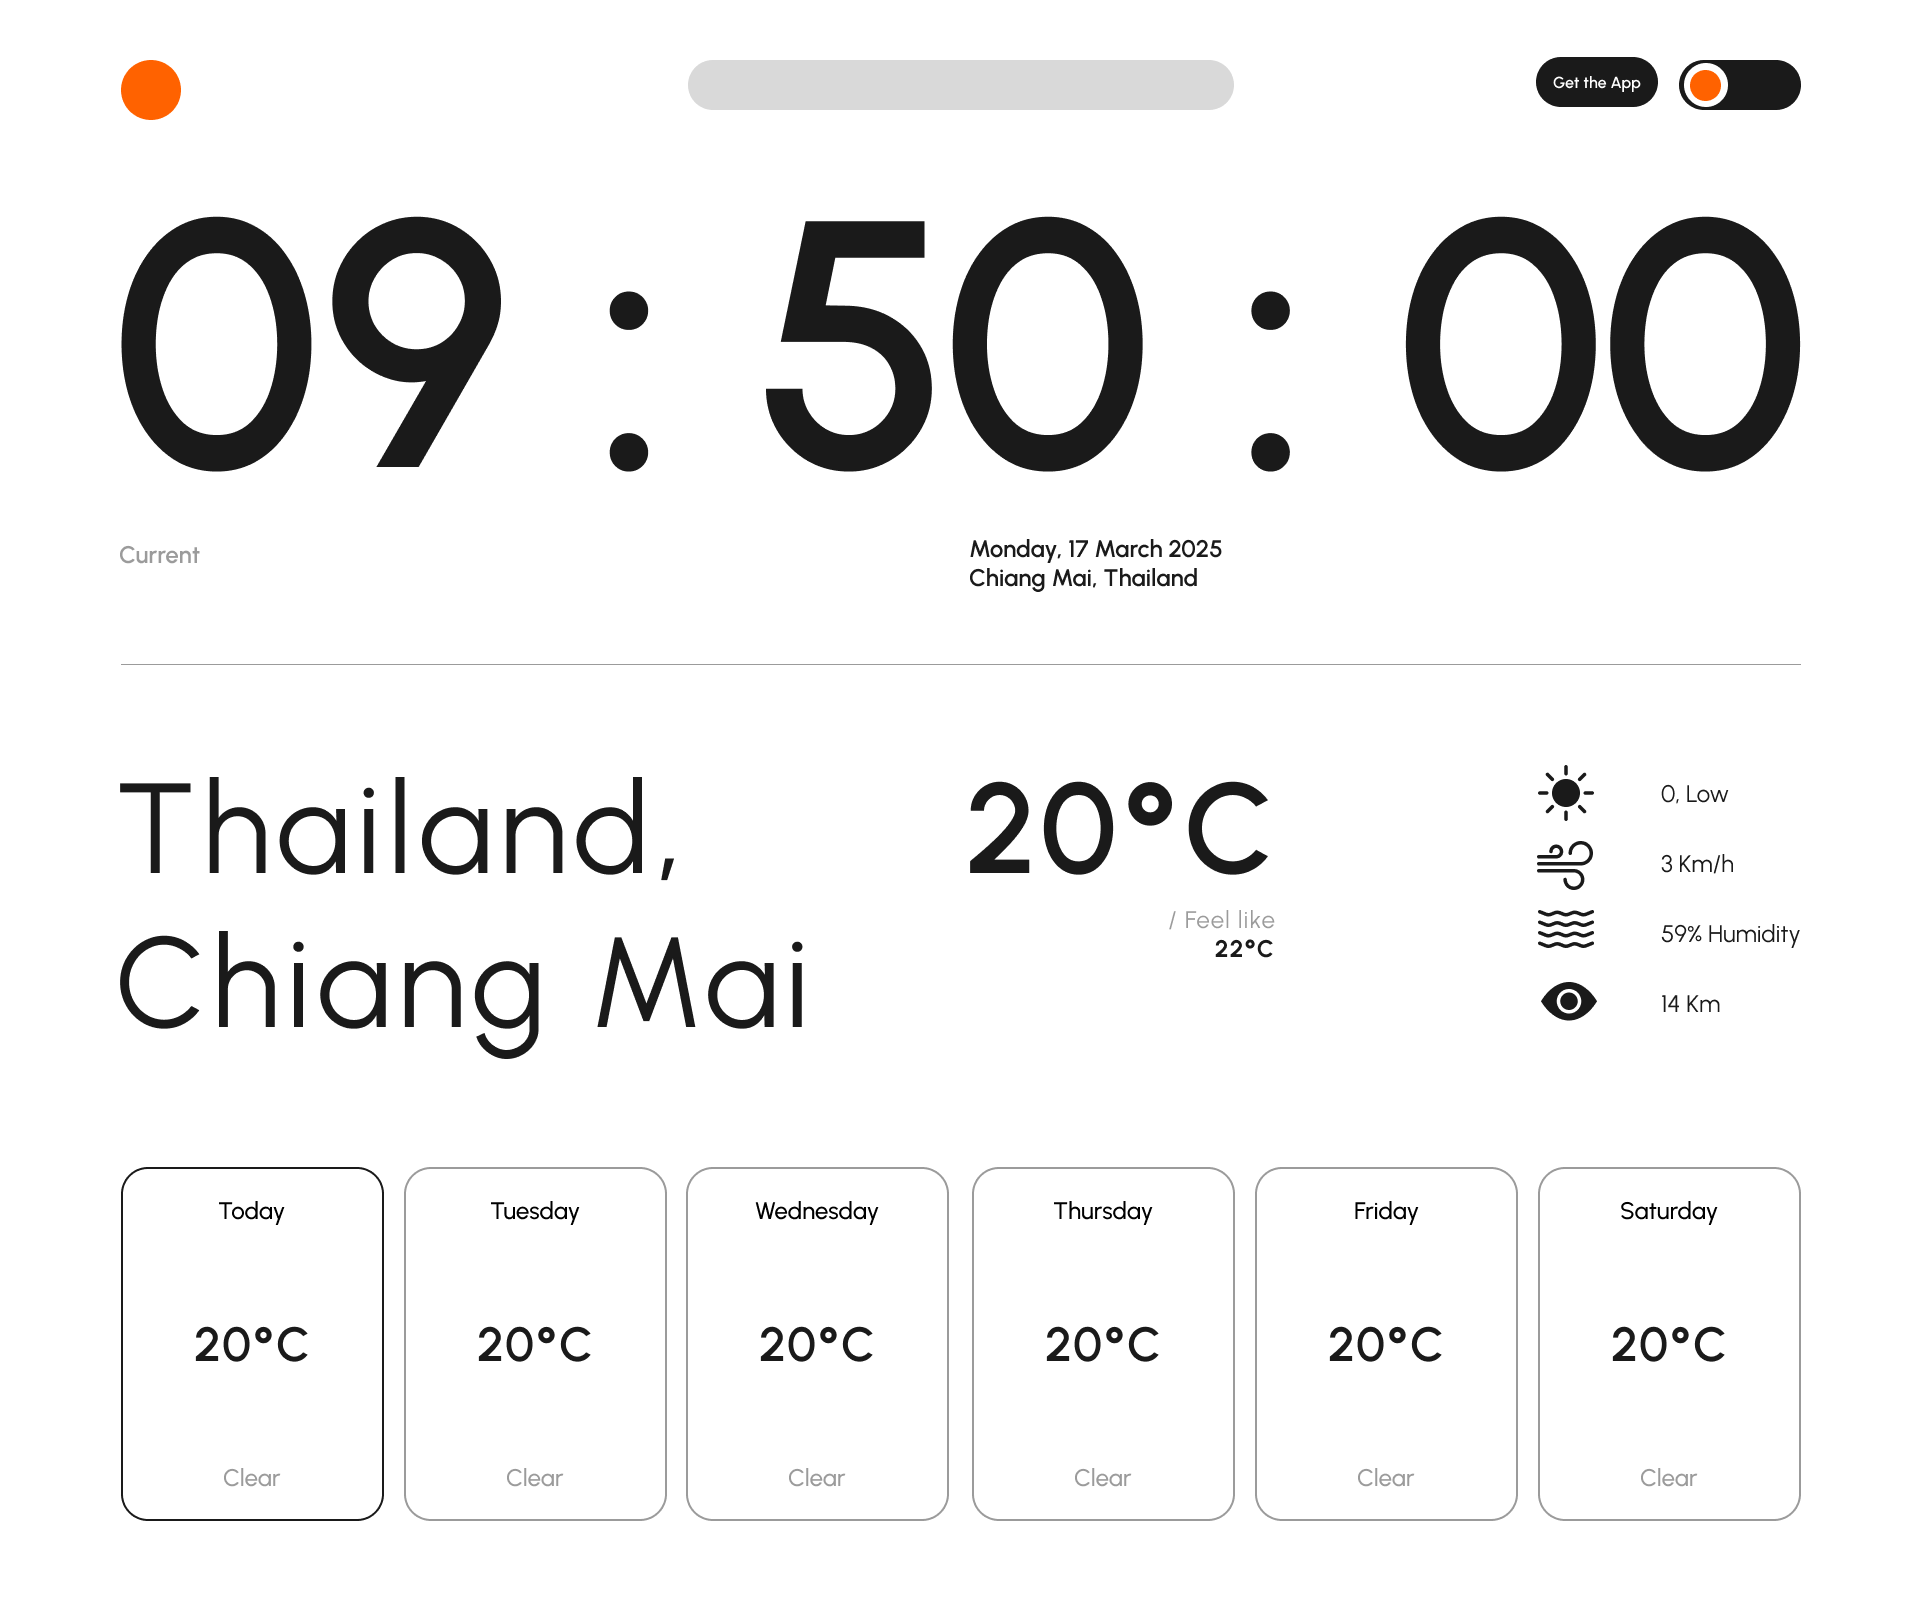 Get the App
09 : 50 : 00
Current
Monday, 17 March 2025
Chiang Mai, Thailand
Thailand,
Chiang Mai
20°C
/ Feel like
22°C
0, Low
3 Km/h
59% Humidity
14 Km
Today
20°C
Clear
Tuesday
20°C
Clear
Wednesday
20°C
Clear
Thursday
20°C
Clear
Friday
20°C
Clear
Saturday
20°C
Clear